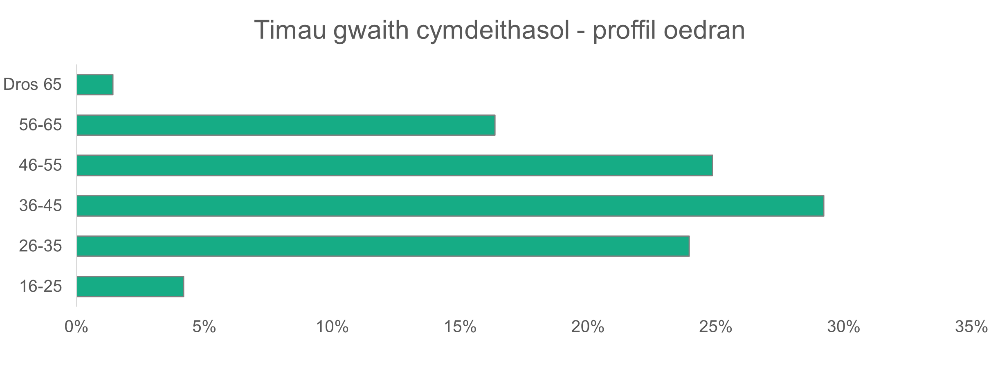 Timau gwaith cymdeithasol - proffil oedran
Dros 65
56-65
46-55
36-45
26-35
16-25
0% 5% 10% 15% 20% 25% 30% 35%